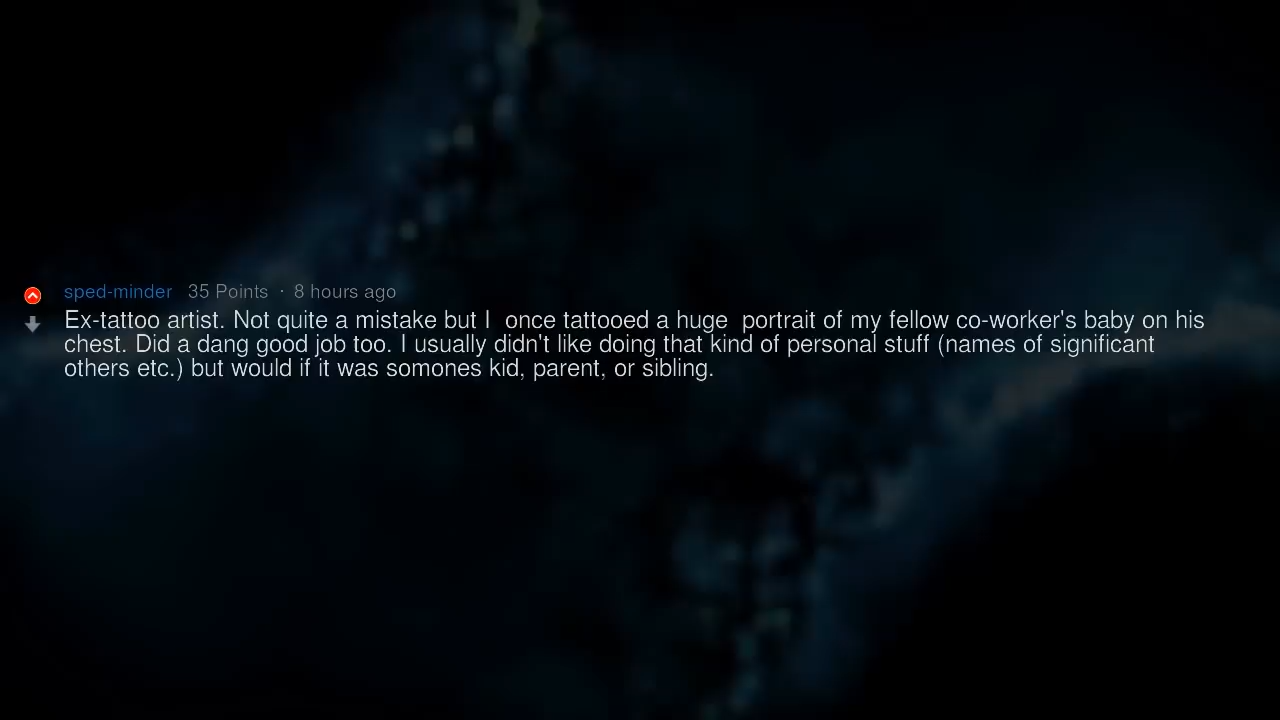 sped-minder 35 Points · 8 hours ago
Ex-tattoo artist. Not quite a mistake but I  once tattooed a huge  portrait of my fellow co-worker's baby on his
chest. Did a dang good job too. I usually didn't like doing that kind of personal stuff (names of significant
others etc.) but would if it was somones kid, parent, or sibling.